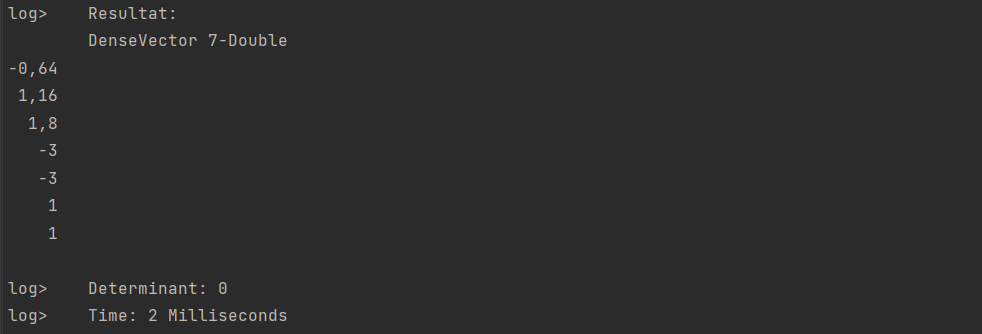 log>    Resultat:
        DenseVector 7-Double
-0,64
 1,16
  1,8
   -3
   -3
    1
    1
log>    Determinant: 0
log>    Time: 2 Milliseconds